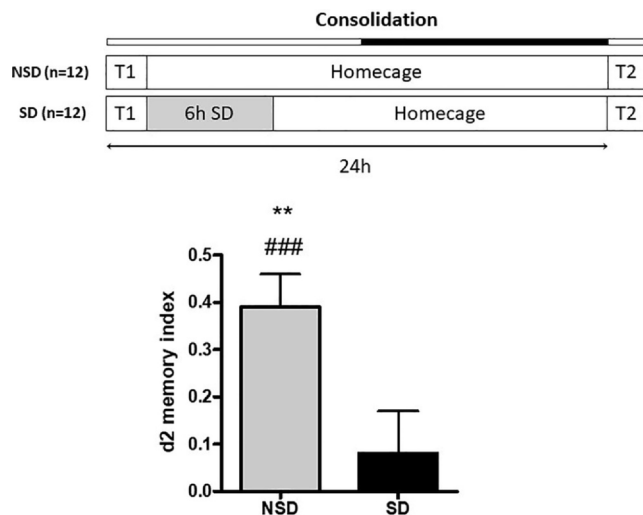 Consolidation
NSD (n=12) T1 Homecage T2
SD (n=12) T1 6h SD Homecage T2
24h
**
###
d2 memory index
0.5
0.4
0.3
0.2
0.1
0.0
NSD SD